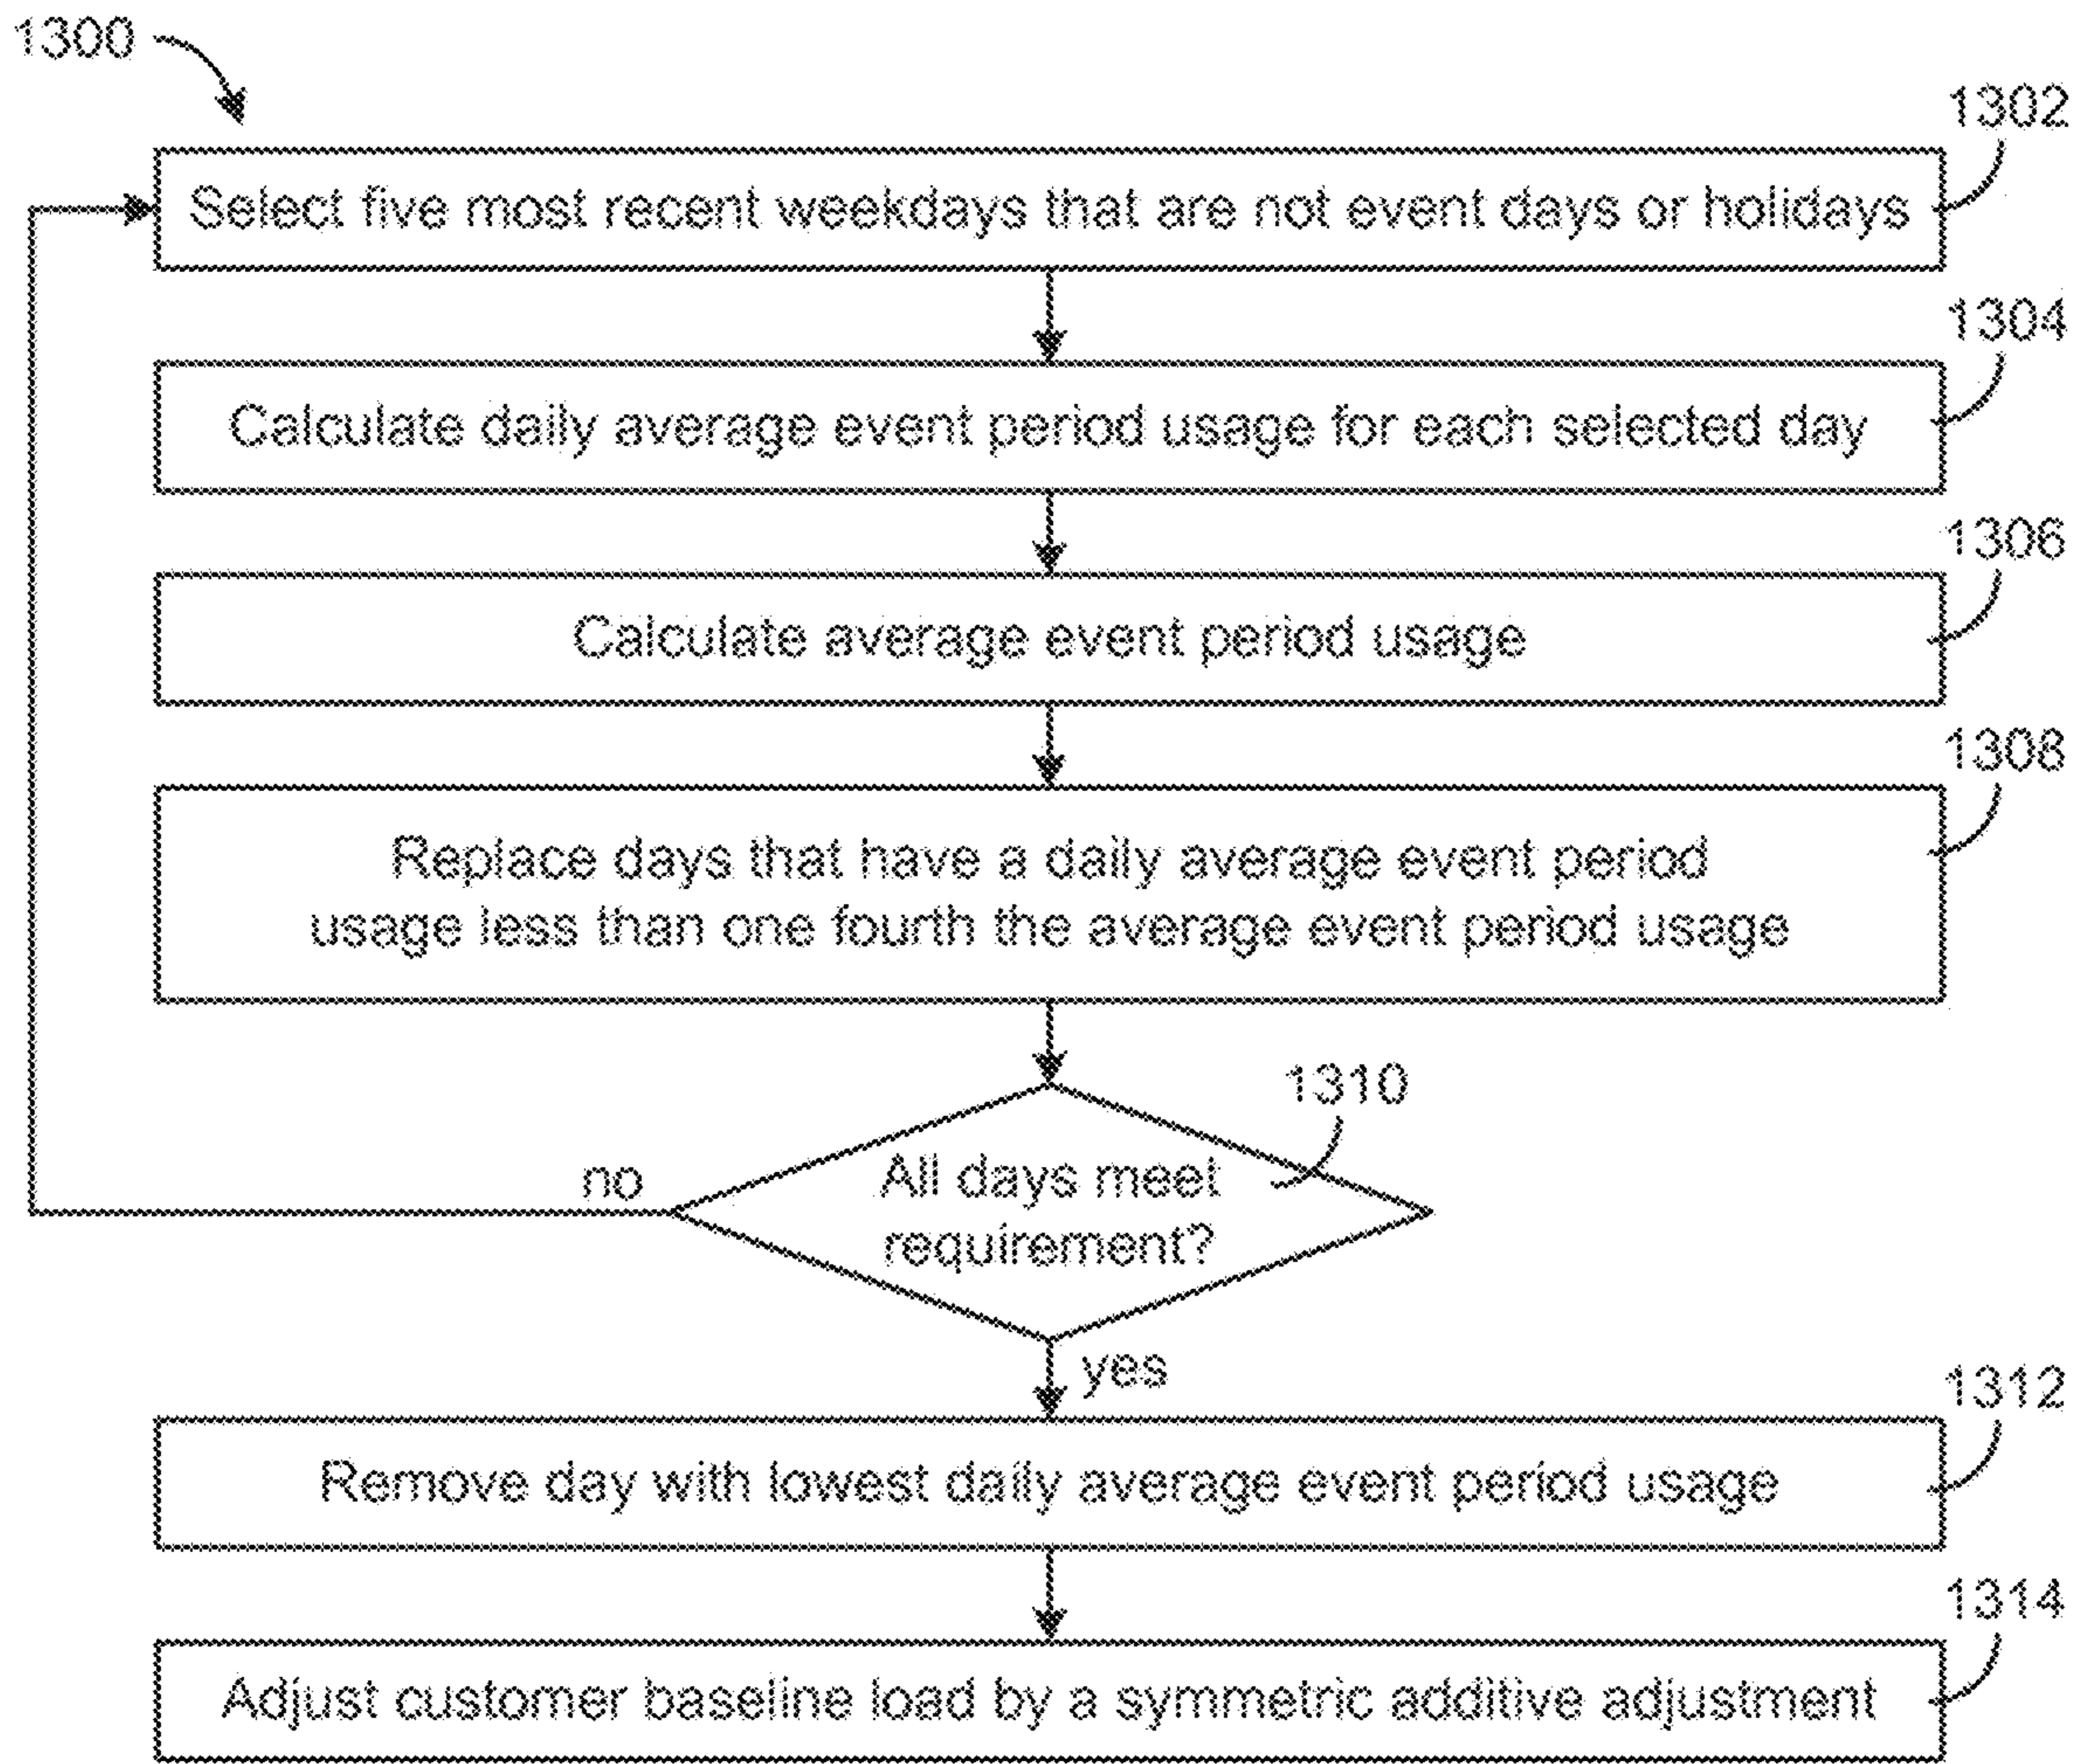 1300
1302
Select five most recent weekdays that are not event days or holidays
1304
Calculate daily average event period usage for each selected day
1306
Calculate average event period usage
1308
Replace days that have a daily average event period
usage less than one fourth the average event period usage
1310
All days meet
requirement?
no
yes
1312
Remove day with lowest daily average event period usage
1314
Adjust customer baseline load by a symmetric additive adjustment